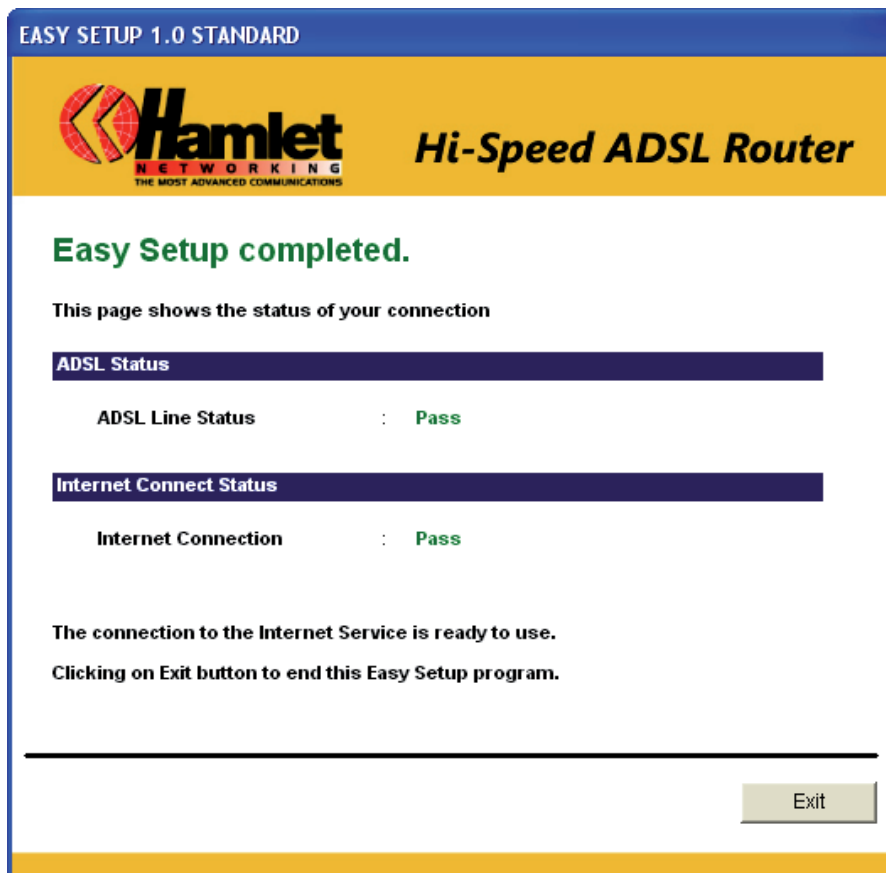 EASY SETUP 1.0 STANDARD
Hamlet
NETWORKING
THE MOST ADVANCED COMMUNICATIONS
Hi-Speed ADSL Router
Easy Setup completed.
This page shows the status of your connection
ADSL Status
ADSL Line Status : Pass
Internet Connect Status
Internet Connection : Pass
The connection to the Internet Service is ready to use.
Clicking on Exit button to end this Easy Setup program.
Exit